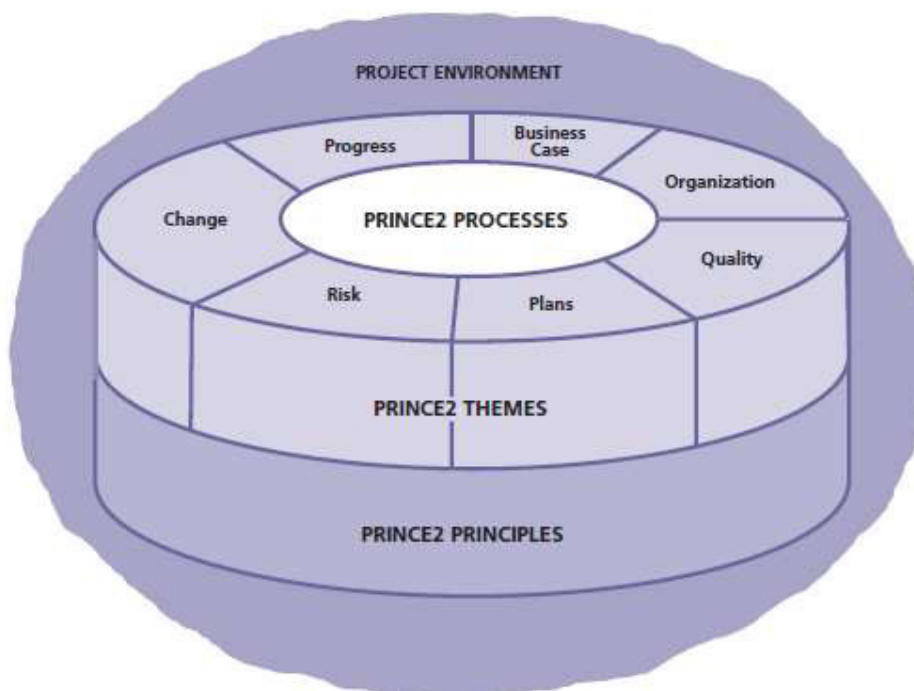 PROJECT ENVIRONMENT
Progress
Business
Case
Organization
Change
PRINCE2 PROCESSES
Quality
Risk
Plans
PRINCE2 THEMES
PRINCE2 PRINCIPLES